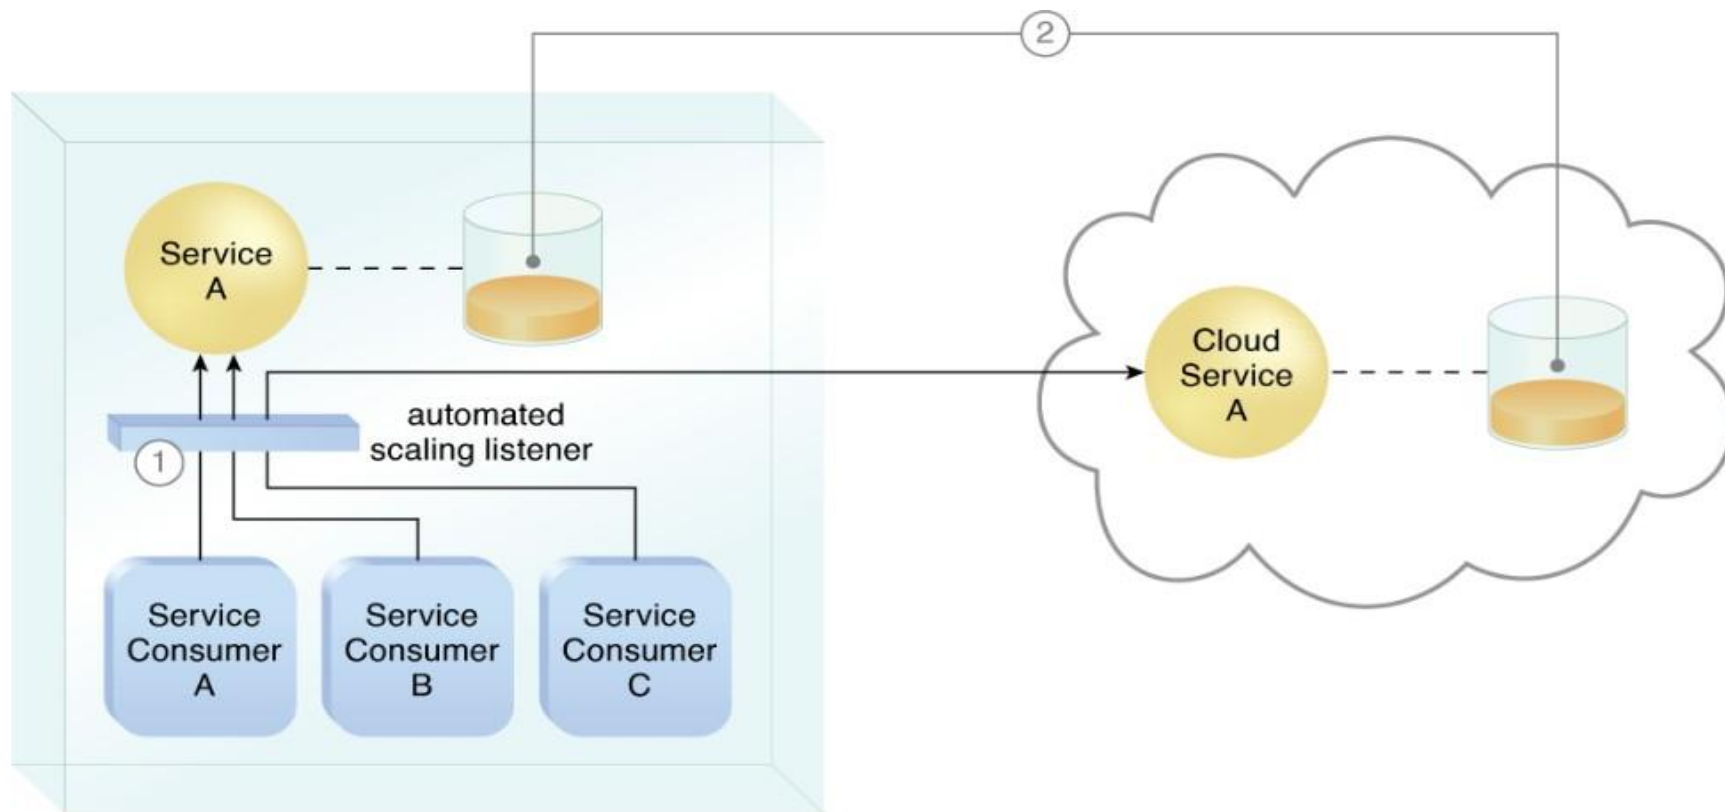 2
Service
A
Cloud
Service
A
automated
scaling listener
1
Service
Consumer
A
Service
Consumer
B
Service
Consumer
C